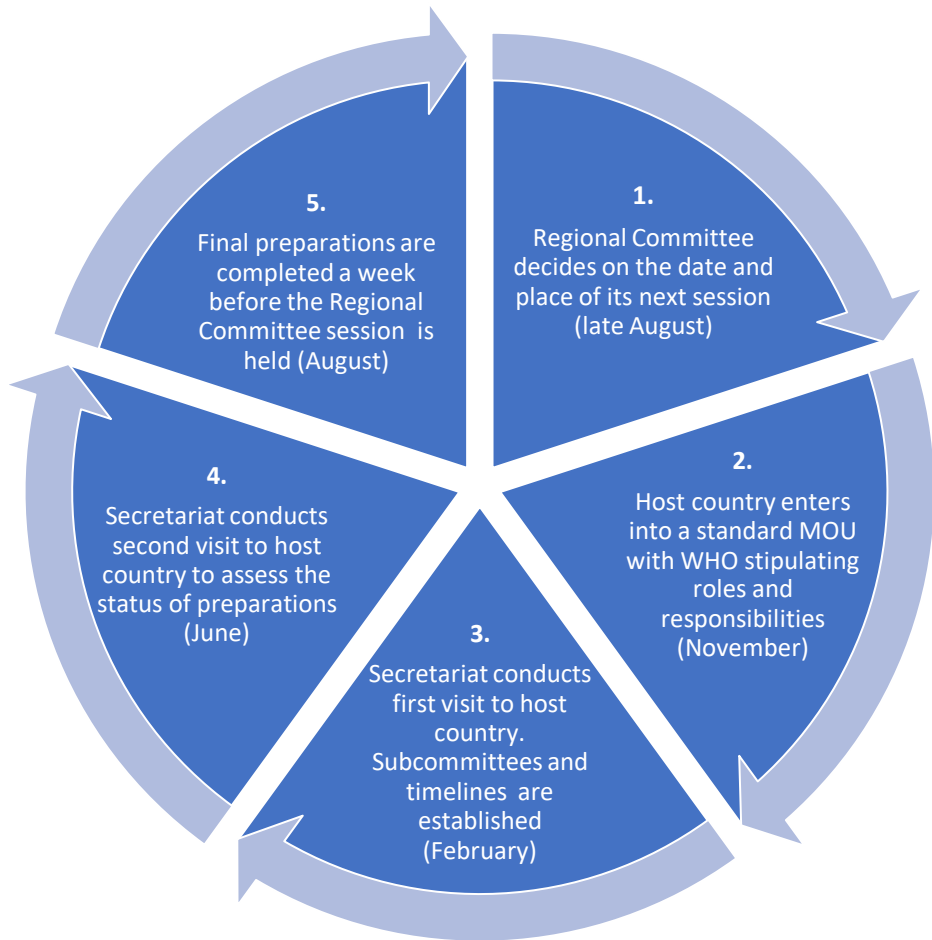 1.
Regional Committee
decides on the date and
place of its next session
(late August)
2.
Host country enters
into a standard MOU
with WHO stipulating
roles and
responsibilities
(November)
3.
Secretariat conducts
first visit to host
country.
Subcommittees and
timelines are
established
(February)
4.
Secretariat conducts
second visit to host
country to assess the
status of preparations
(June)
5.
Final preparations are
completed a week
before the Regional
Committee session is
held (August)